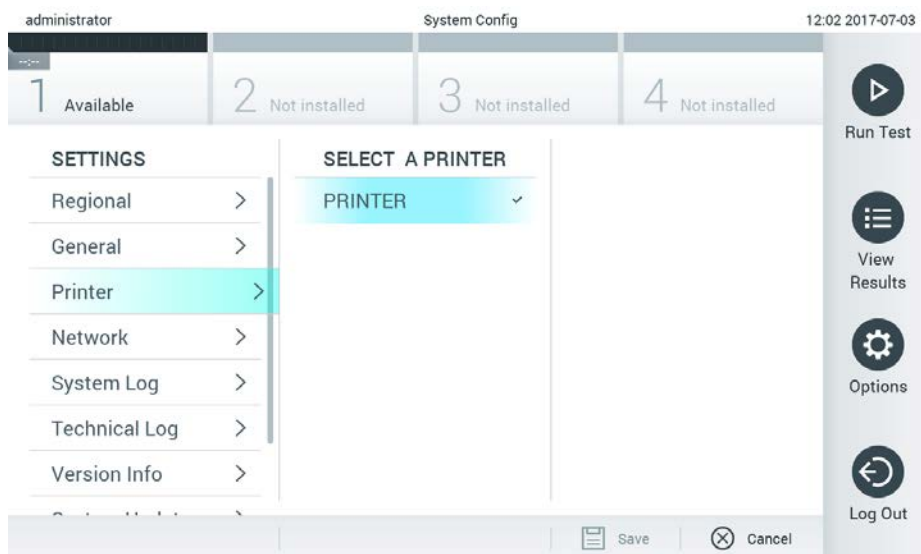 administrator System Config 12:02 2017-07-03
--:--
1 Available 2 Not installed 3 Not installed 4 Not installed
Run Test
SETTINGS SELECT A PRINTER
Regional PRINTER
General
View
Results
Printer
Network
System Log
Options
Technical Log
Version Info
Log Out
Save Cancel